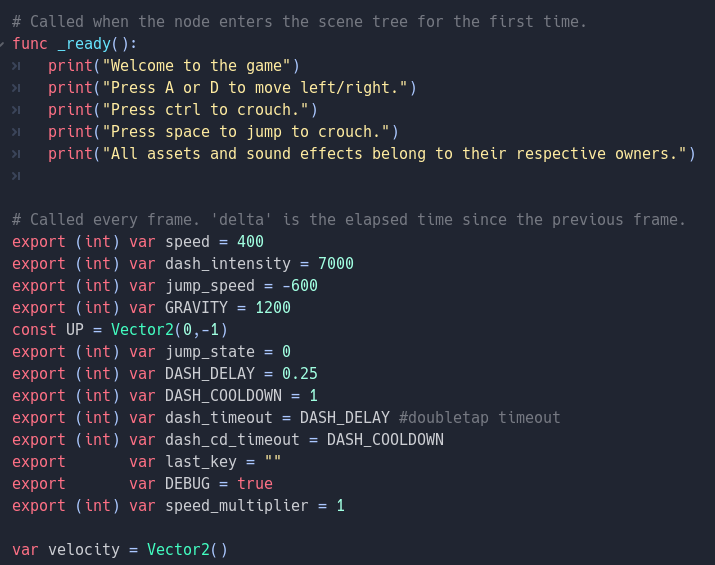 # Called when the node enters the scene tree for the first time.
func _ready():
print("Welcome to the game")
print("Press A or D to move left/right.")
print("Press ctrl to crouch.")
print("Press space to jump to crouch.")
print("All assets and sound effects belong to their respective owners.")
# Called every frame. 'delta' is the elapsed time since the previous frame.
export (int) var speed = 400
export (int) var dash_intensity = 7000
export (int) var jump_speed = -600
export (int) var GRAVITY = 1200
const UP = Vector2(0,-1)
export (int) var jump_state = 0
export (int) var DASH_DELAY = 0.25
export (int) var DASH_COOLDOWN = 1
export (int) var dash_timeout = DASH_DELAY #doubletap timeout
export (int) var dash_cd_timeout = DASH_COOLDOWN
export       var last_key = ""
export       var DEBUG = true
export (int) var speed_multiplier = 1
var velocity = Vector2()